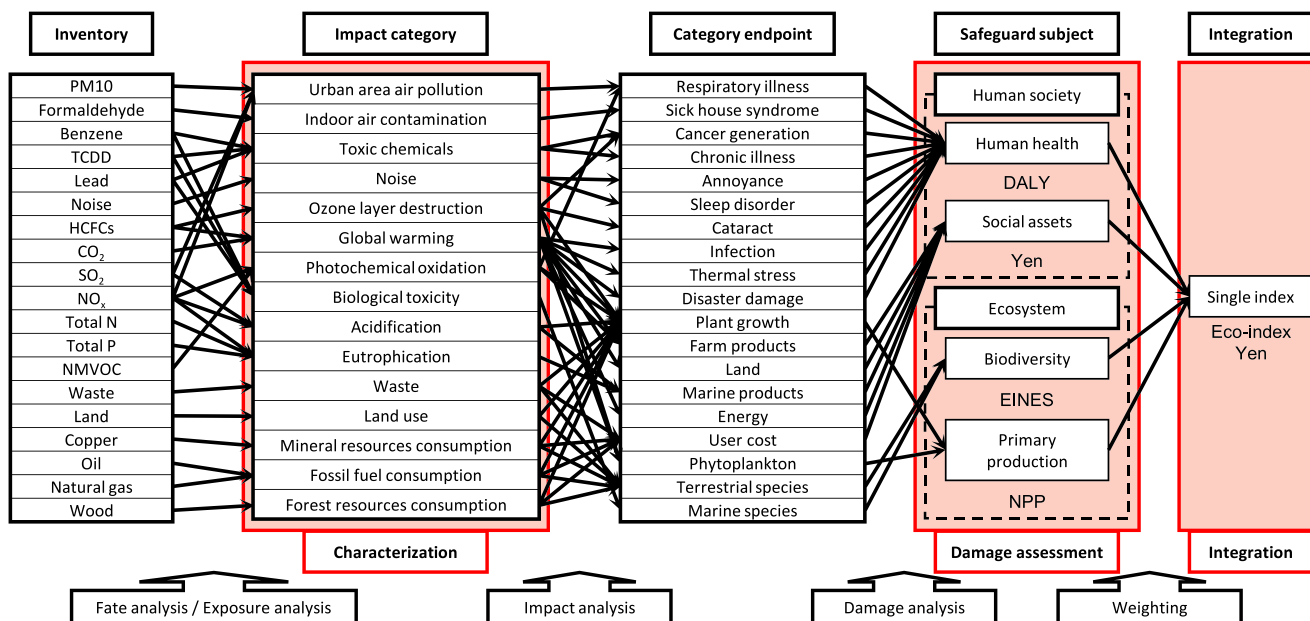 Inventory
Impact category
Category endpoint
Safeguard subject
Integration
PM10
Formaldehyde
Benzene
TCDD
Lead
Noise
HCFCs
CO₂
SO₂
NOₓ
Total N
Total P
NMVOC
Waste
Land
Copper
Oil
Natural gas
Wood
Urban area air pollution
Indoor air contamination
Toxic chemicals
Noise
Ozone layer destruction
Global warming
Photochemical oxidation
Biological toxicity
Acidification
Eutrophication
Waste
Land use
Mineral resources consumption
Fossil fuel consumption
Forest resources consumption
Respiratory illness
Sick house syndrome
Cancer generation
Chronic illness
Annoyance
Sleep disorder
Cataract
Infection
Thermal stress
Disaster damage
Plant growth
Farm products
Land
Marine products
Energy
User cost
Phytoplankton
Terrestrial species
Marine species
Human society
Human health
DALY
Social assets
Yen
Ecosystem
Biodiversity
EINES
Primary
production
NPP
Single index
Eco-index
Yen
Characterization
Damage assessment
Integration
Fate analysis / Exposure analysis
Impact analysis
Damage analysis
Weighting